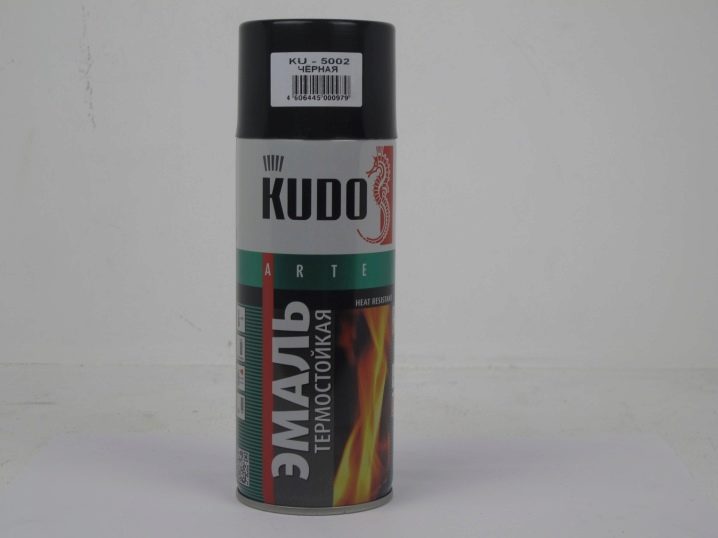 KU - 5002
ЧЕРНАЯ
4 606445 000979
KUDO
ARTE
HEAT RESISTANT
ЭМАЛЬ
ТЕРМОСТОЙКАЯ